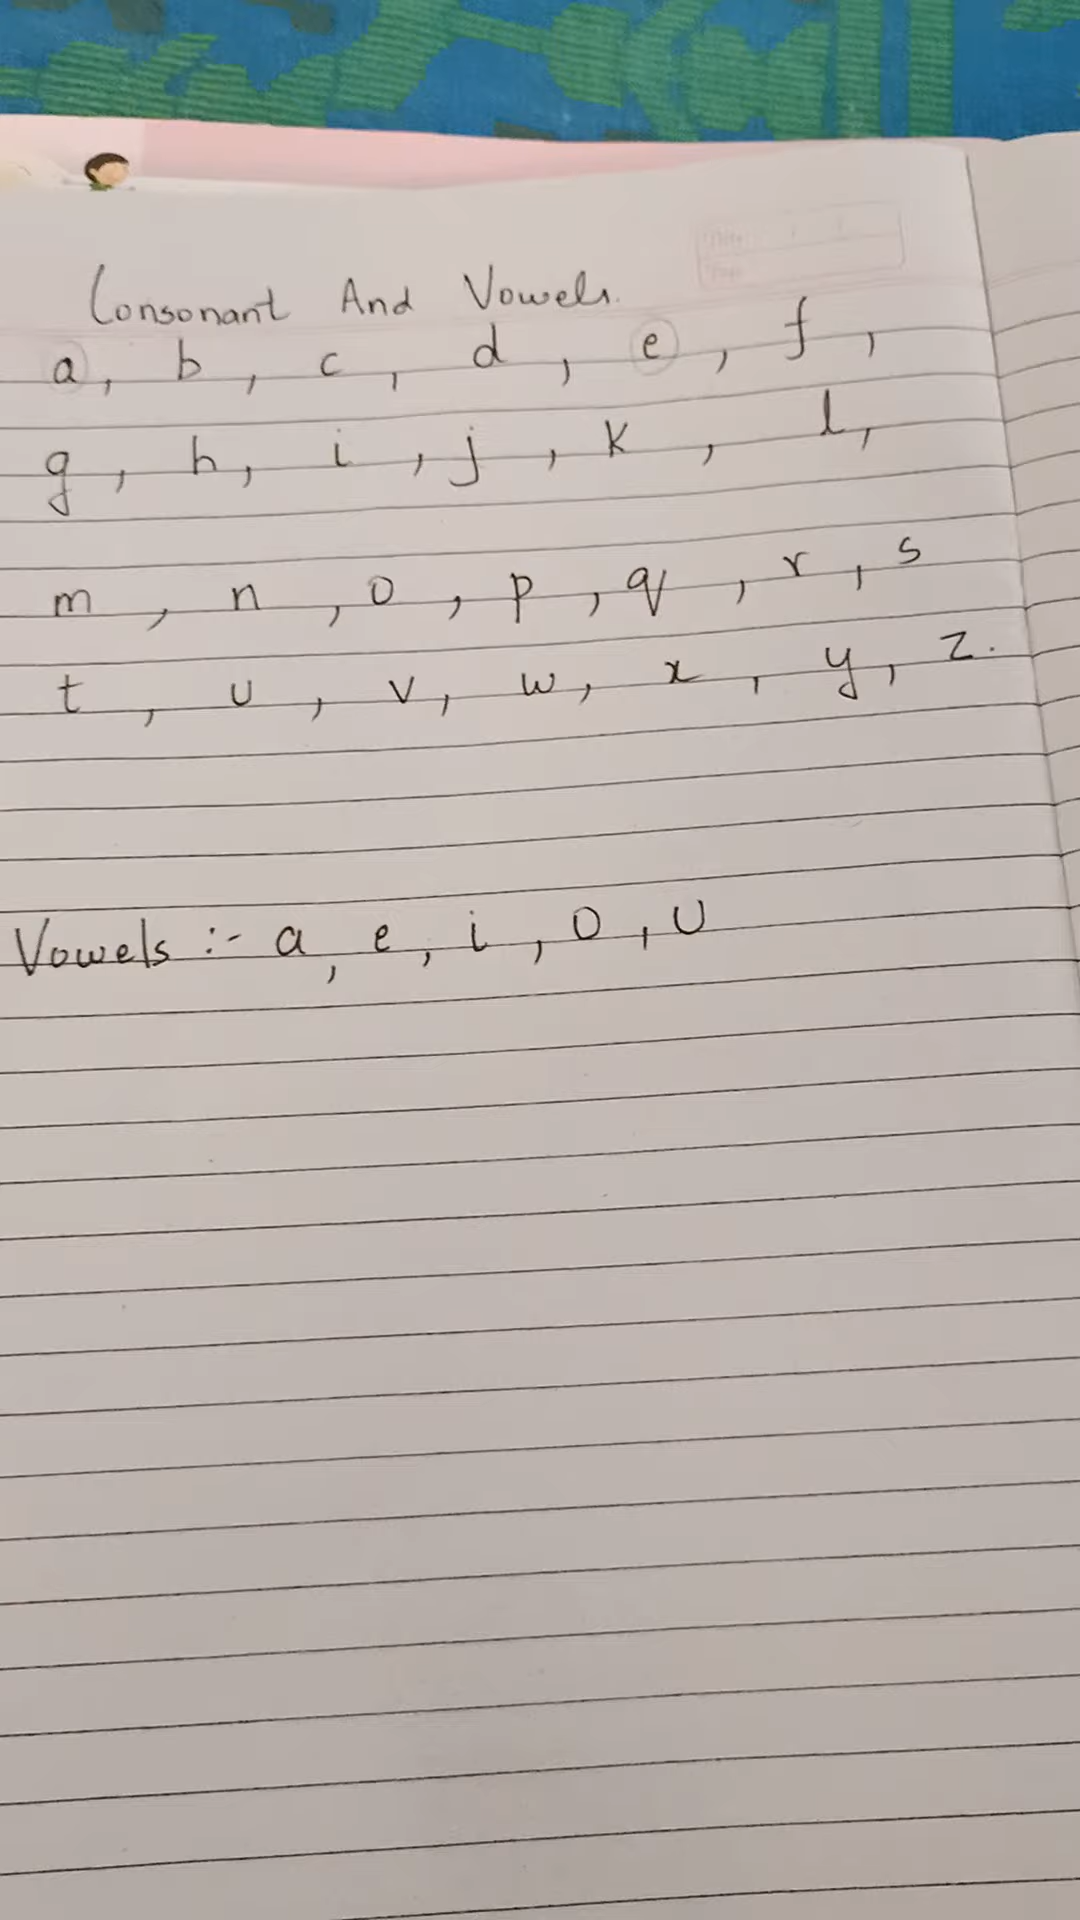 Consonant And Vowels.
a, b, c, d, e, f,
g, h, i, j, k, l,
m, n, o, p, q, r, s
t, u, v, w, x, y, z.
Vowels :- a, e, i, o, u